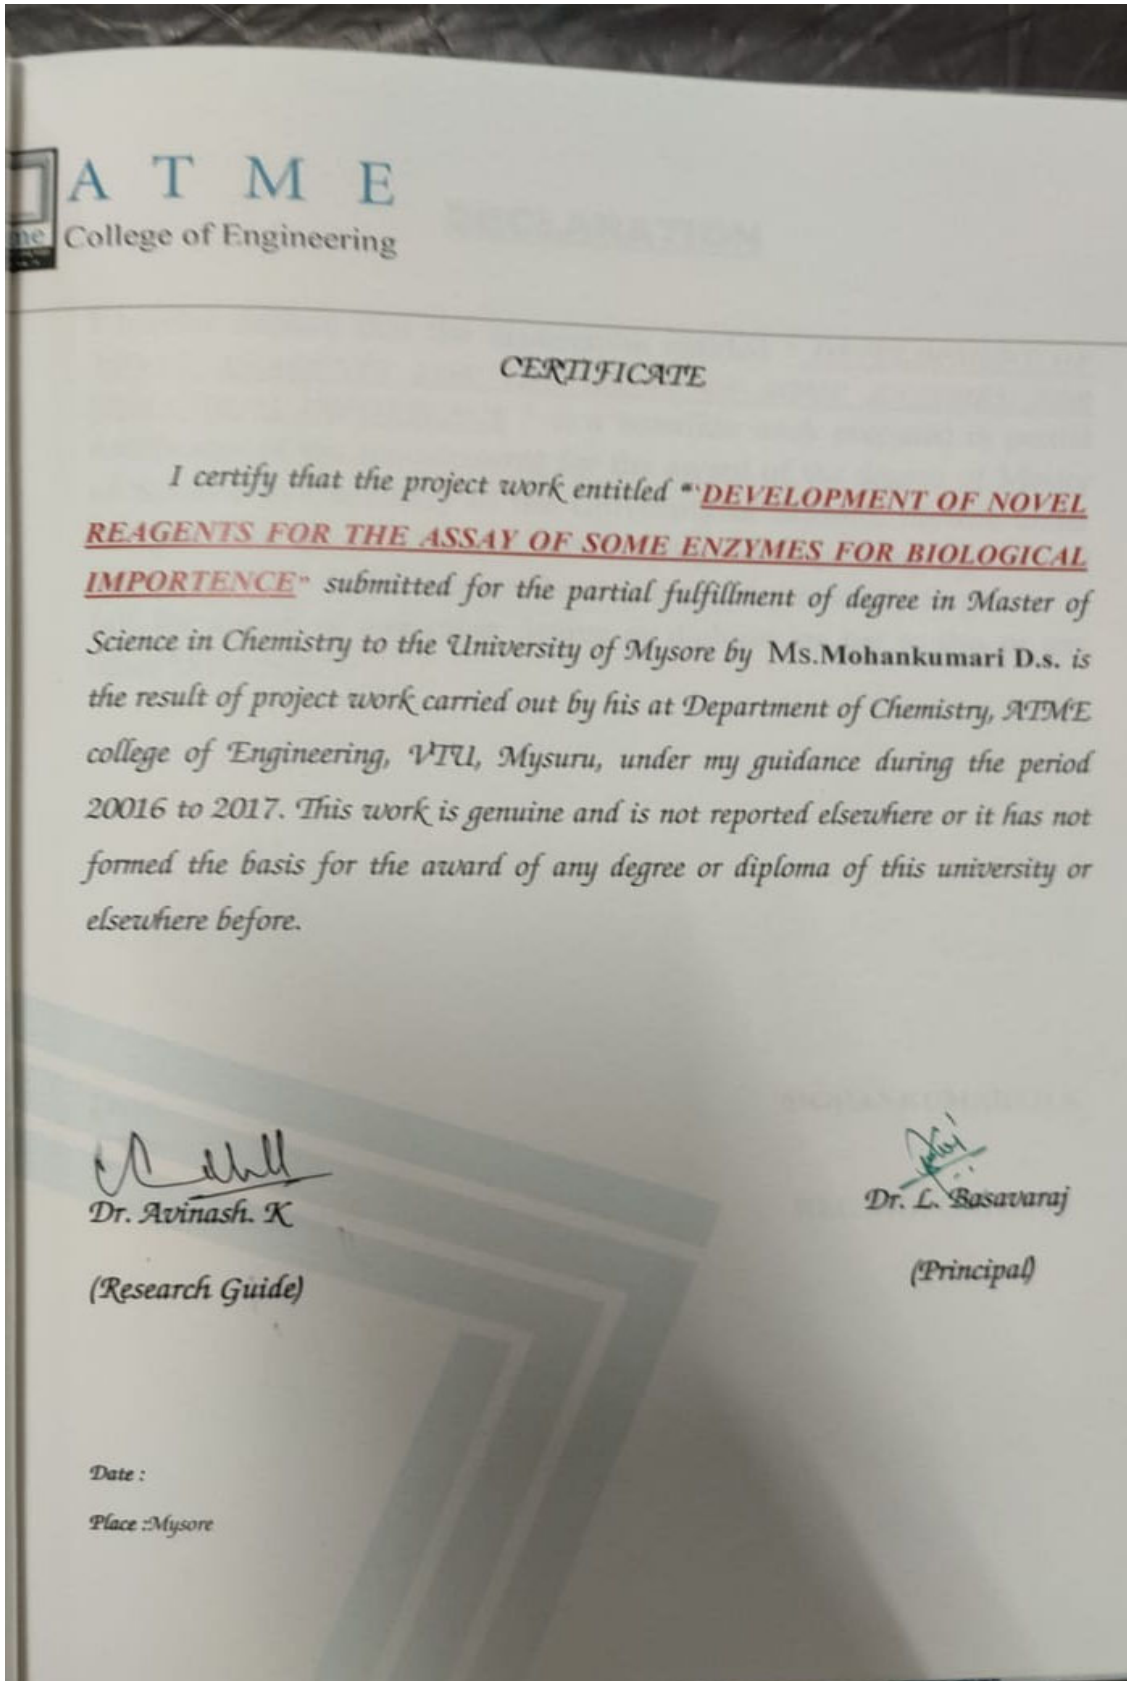 A T M E
College of Engineering
CERTIFICATE
I certify that the project work entitled "“DEVELOPMENT OF NOVEL
REAGENTS FOR THE ASSAY OF SOME ENZYMES FOR BIOLOGICAL
IMPORTENCE” submitted for the partial fulfillment of degree in Master of
Science in Chemistry to the University of Mysore by Ms.Mohankumari D.s. is
the result of project work carried out by his at Department of Chemistry, ATME
college of Engineering, VTU, Mysuru, under my guidance during the period
20016 to 2017. This work is genuine and is not reported elsewhere or it has not
formed the basis for the award of any degree or diploma of this university or
elsewhere before.
Dr. Avinash. K
Dr. L. Basavaraj
(Research Guide)
(Principal)
Date :
Place :Mysore